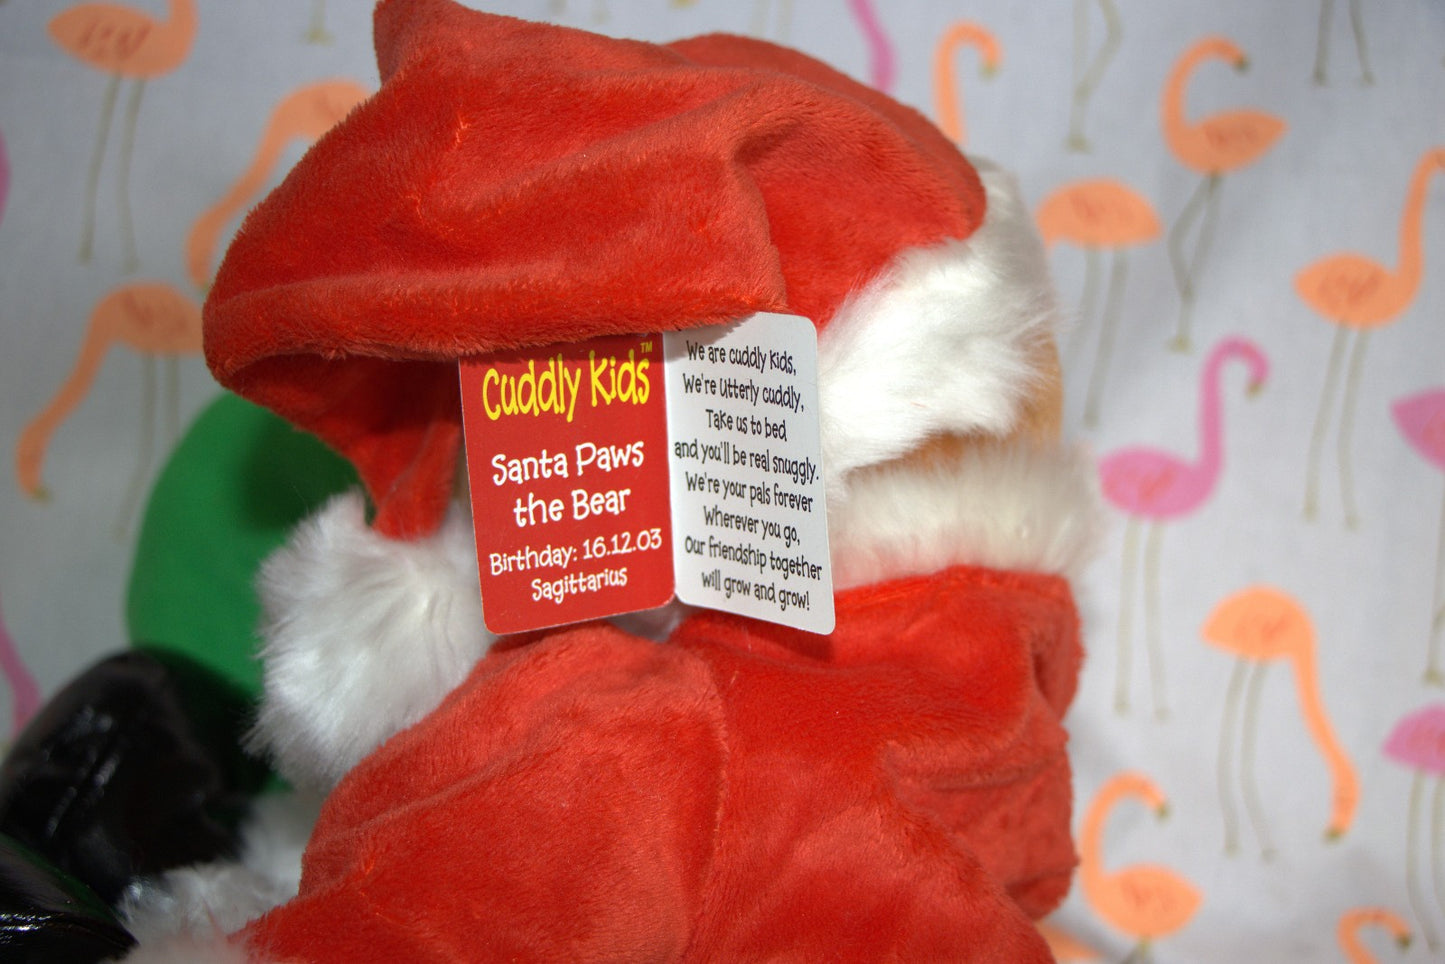 Cuddly Kids™
Santa Paws
the Bear
Birthday: 16.12.03
Sagittarius
We are cuddly kids,
We're Utterly cuddly,
Take us to bed
and you'll be real snuggly.
We're your pals forever
Wherever you go,
Our friendship together
will grow and grow!